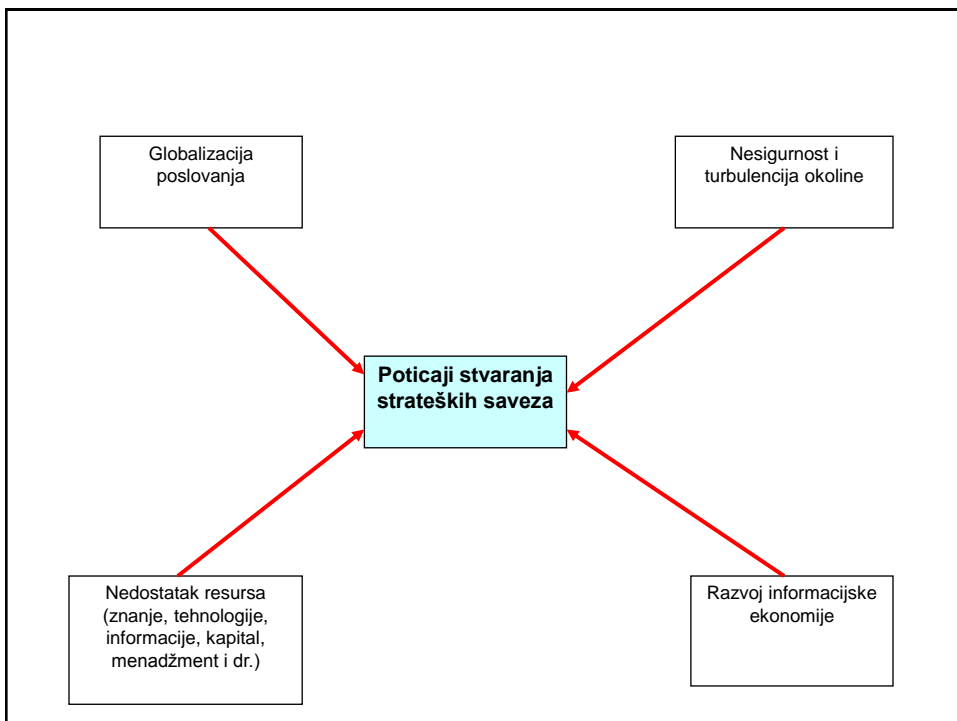 Globalizacija
poslovanja
Nesigurnost i
turbulencija okoline
Poticaji stvaranja
strateških saveza
Nedostatak resursa
(znanje, tehnologije,
informacije, kapital,
menadžment i dr.)
Razvoj informacijske
ekonomije